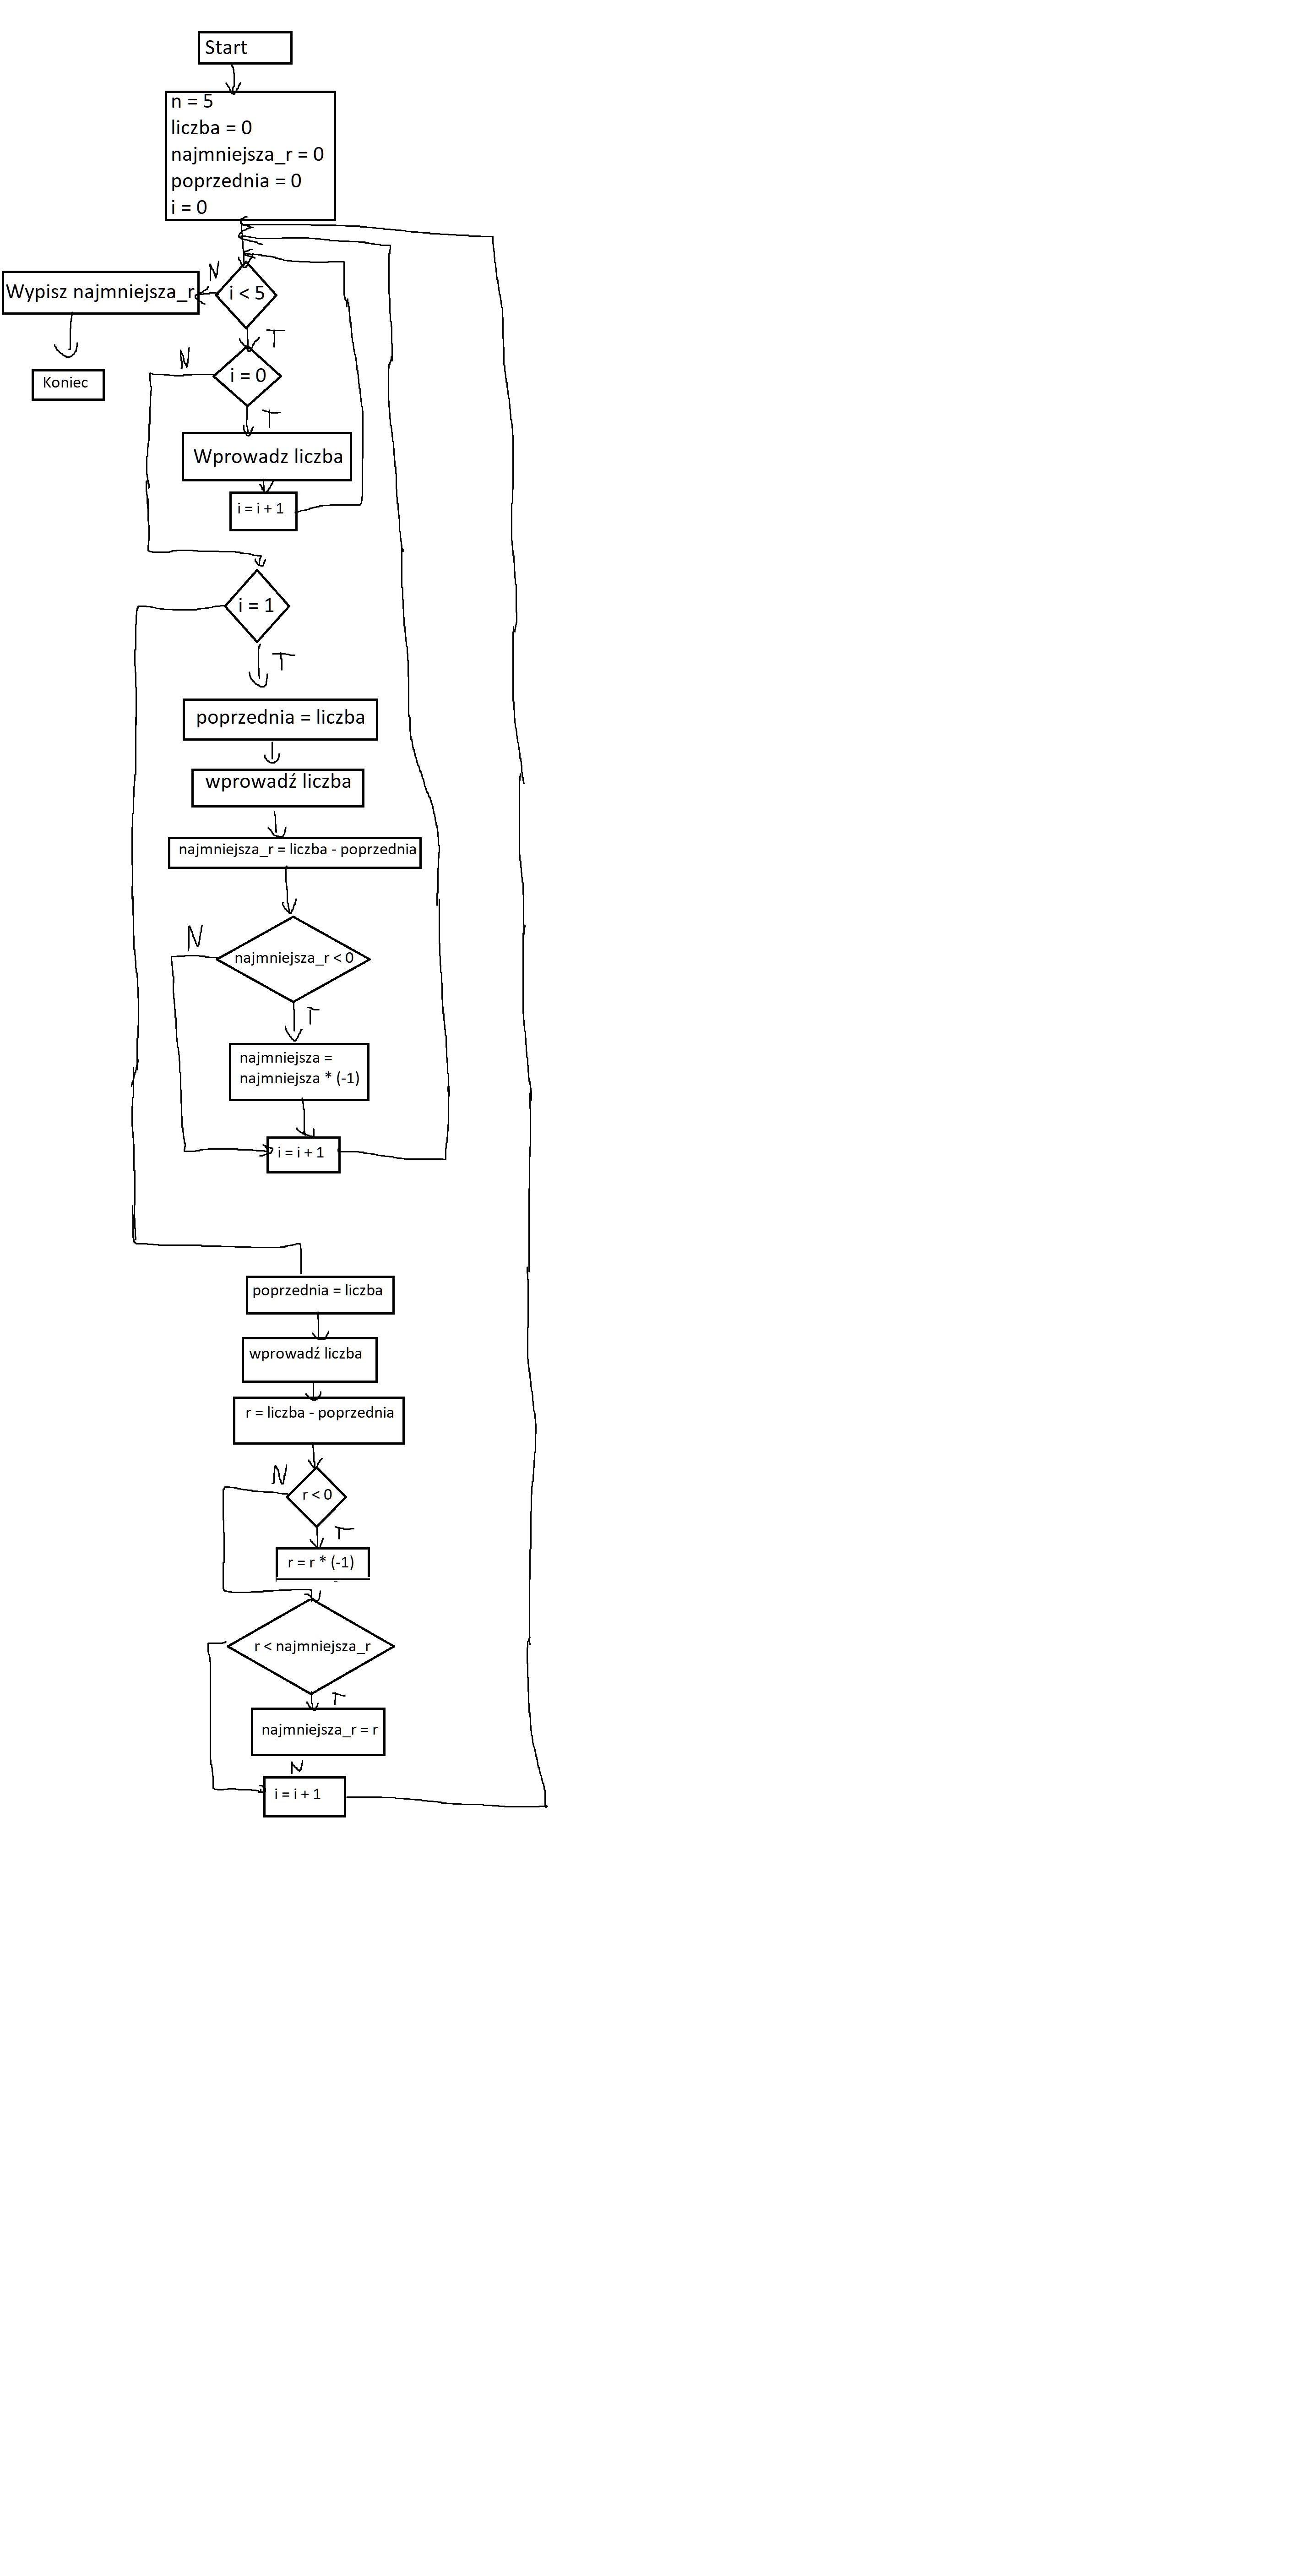 Start
n = 5
liczba = 0
najmniejsza_r = 0
poprzednia = 0
i = 0
N
Wypisz najmniejsza_r
i < 5
T
Koniec
N
i = 0
T
Wprowadz liczba
i = i + 1
i = 1
T
poprzednia = liczba
wprowadź liczba
najmniejsza_r = liczba - poprzednia
N
najmniejsza_r < 0
T
najmniejsza =
najmniejsza * (-1)
i = i + 1
poprzednia = liczba
wprowadź liczba
r = liczba - poprzednia
N
r < 0
T
r = r * (-1)
r < najmniejsza_r
T
najmniejsza_r = r
N
i = i + 1